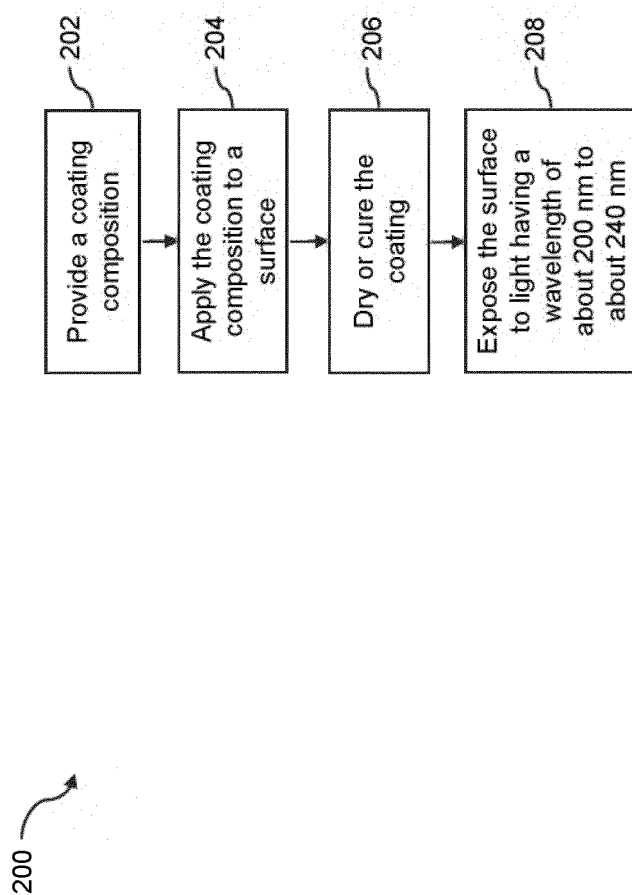 200
Provide a coating
composition
202
Apply the coating
composition to a
surface
204
Dry or cure the
coating
206
Expose the surface
to light having a
wavelength of
about 200 nm to
about 240 nm
208